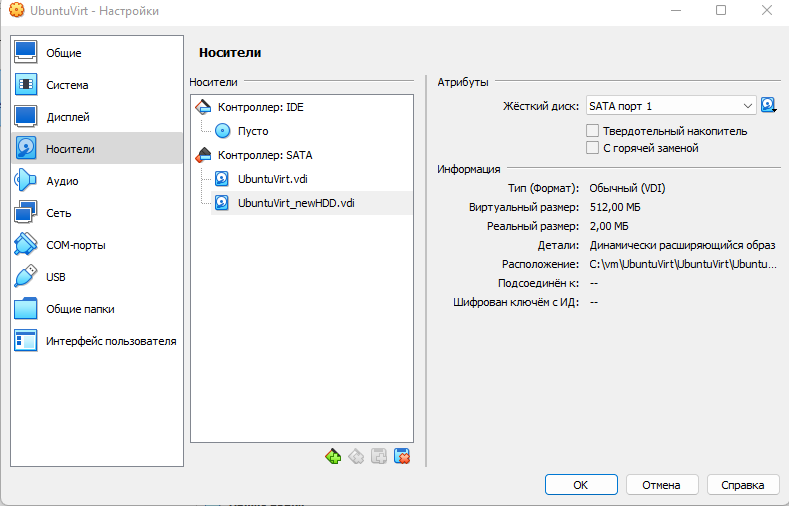 UbuntuVirt - Настройки
Общие
Система
Дисплей
Носители
Аудио
Сеть
COM-порты
USB
Общие папки
Интерфейс пользователя
Носители
Носители
Контроллер: IDE
Пусто
Контроллер: SATA
UbuntuVirt.vdi
UbuntuVirt_newHDD.vdi
Атрибуты
Жёсткий диск: SATA порт 1
Твердотельный накопитель
С горячей заменой
Информация
Тип (Формат): Обычный (VDI)
Виртуальный размер: 512,00 МБ
Реальный размер: 2,00 МБ
Детали: Динамически расширяющийся образ
Расположение: C:\vm\UbuntuVirt\UbuntuVirt\Ubuntu...
Подсоединён к: --
Шифрован ключём с ИД: --
OK Отмена Справка